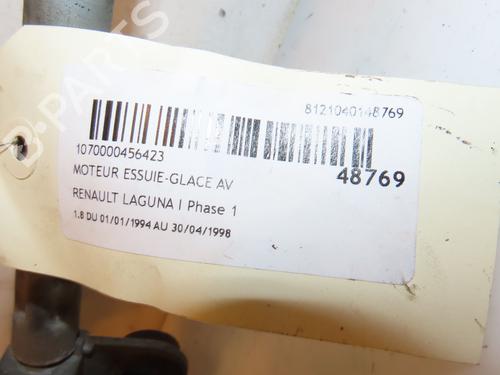 8121040148769
1070000456423
48769
MOTEUR ESSUIE-GLACE AV
RENAULT LAGUNA I Phase 1
1.8 DU 01/01/1994 AU 30/04/1998
B-PARTS